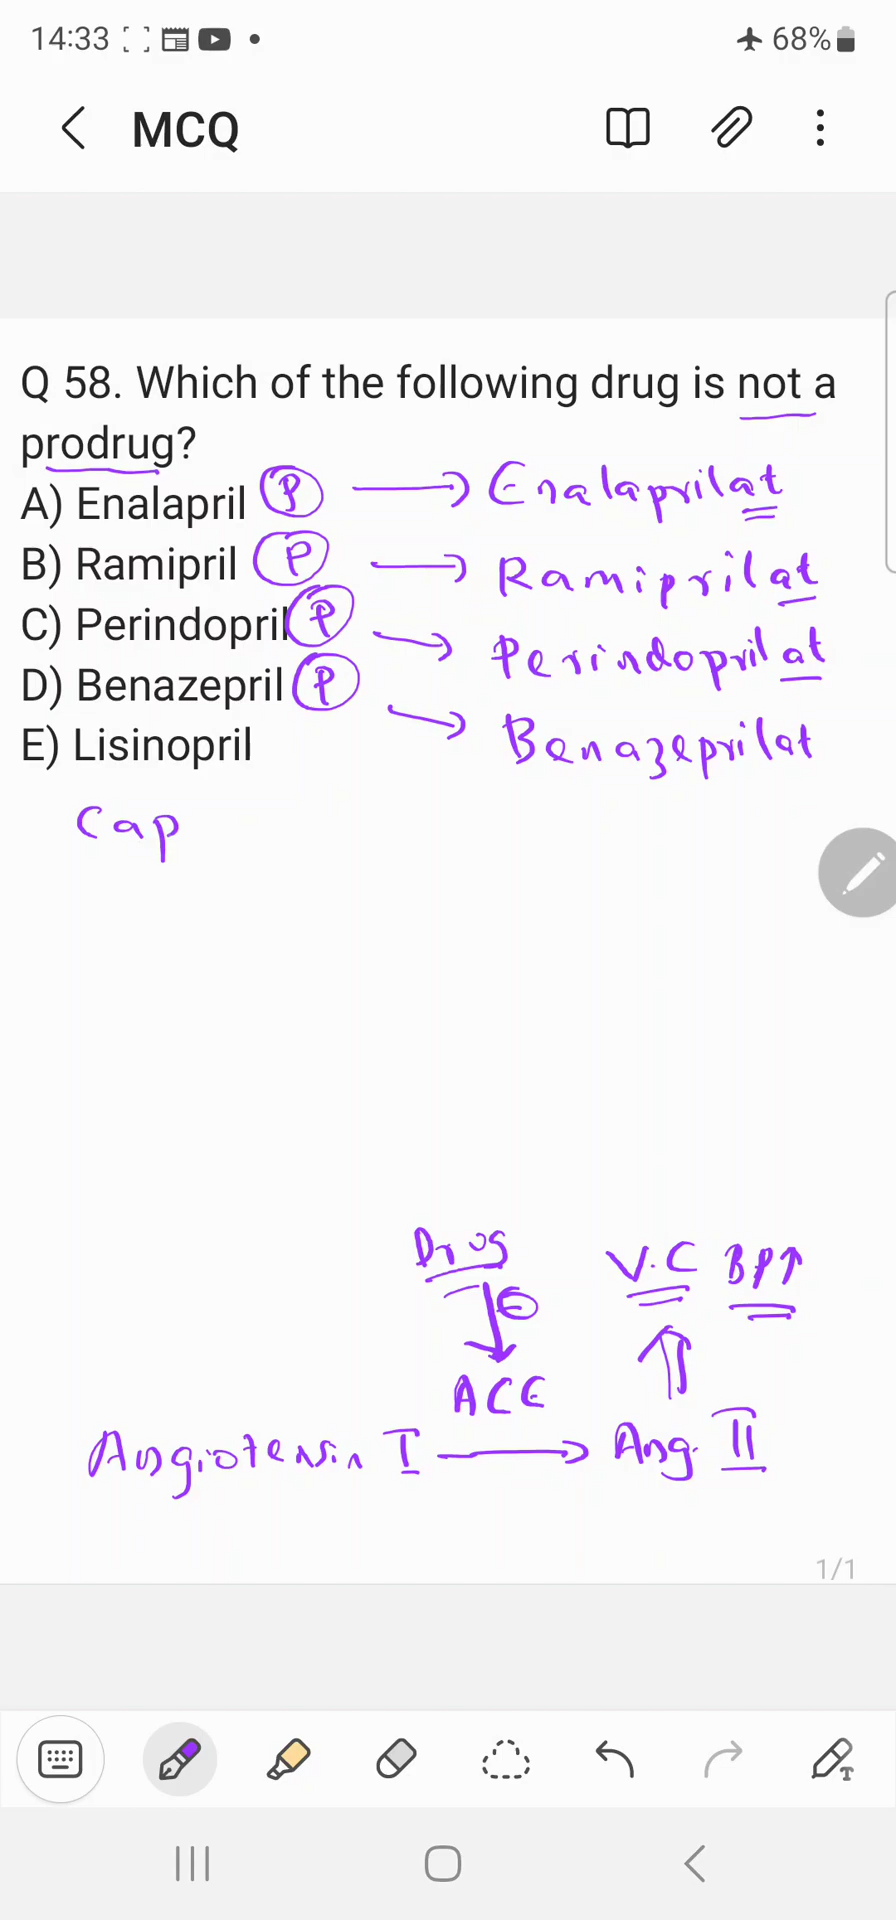 14:33 68%
MCQ
Q 58. Which of the following drug is not a
prodrug?
A) Enalapril P → Enalaprilat
B) Ramipril P → Ramiprilat
C) Perindopril P → Perindoprilat
D) Benazepril P → Benazeprilat
E) Lisinopril
Cap
Drug V.C BP↑
ACE
Angiotensin I → Ang. II
1/1
T